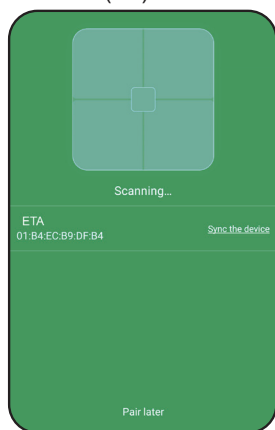 Scanning...
ETA
01:B4:EC:B9:DF:B4
Sync the device
Pair later